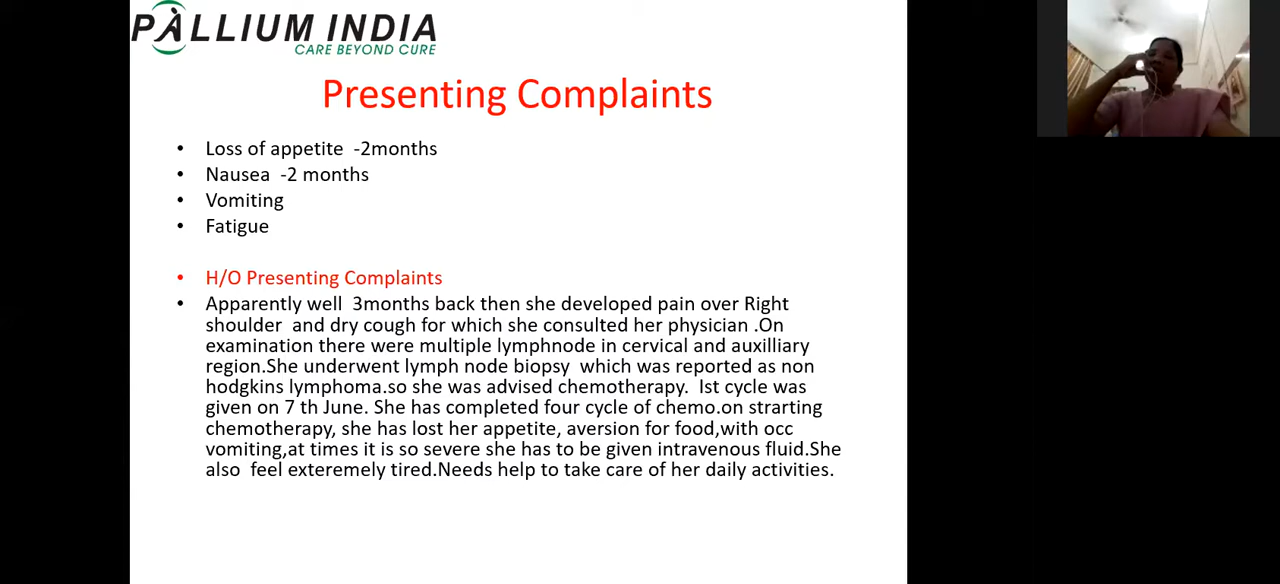 PALLIUM INDIA
CARE BEYOND CURE
Presenting Complaints
• Loss of appetite -2months
• Nausea -2 months
• Vomiting
• Fatigue
• H/O Presenting Complaints
• Apparently well 3months back then she developed pain over Right
shoulder and dry cough for which she consulted her physician .On
examination there were multiple lymphnode in cervical and auxilliary
region.She underwent lymph node biopsy which was reported as non
hodgkins lymphoma.so she was advised chemotherapy. Ist cycle was
given on 7 th June. She has completed four cycle of chemo.on strarting
chemotherapy, she has lost her appetite, aversion for food,with occ
vomiting,at times it is so severe she has to be given intravenous fluid.She
also feel exteremely tired.Needs help to take care of her daily activities.